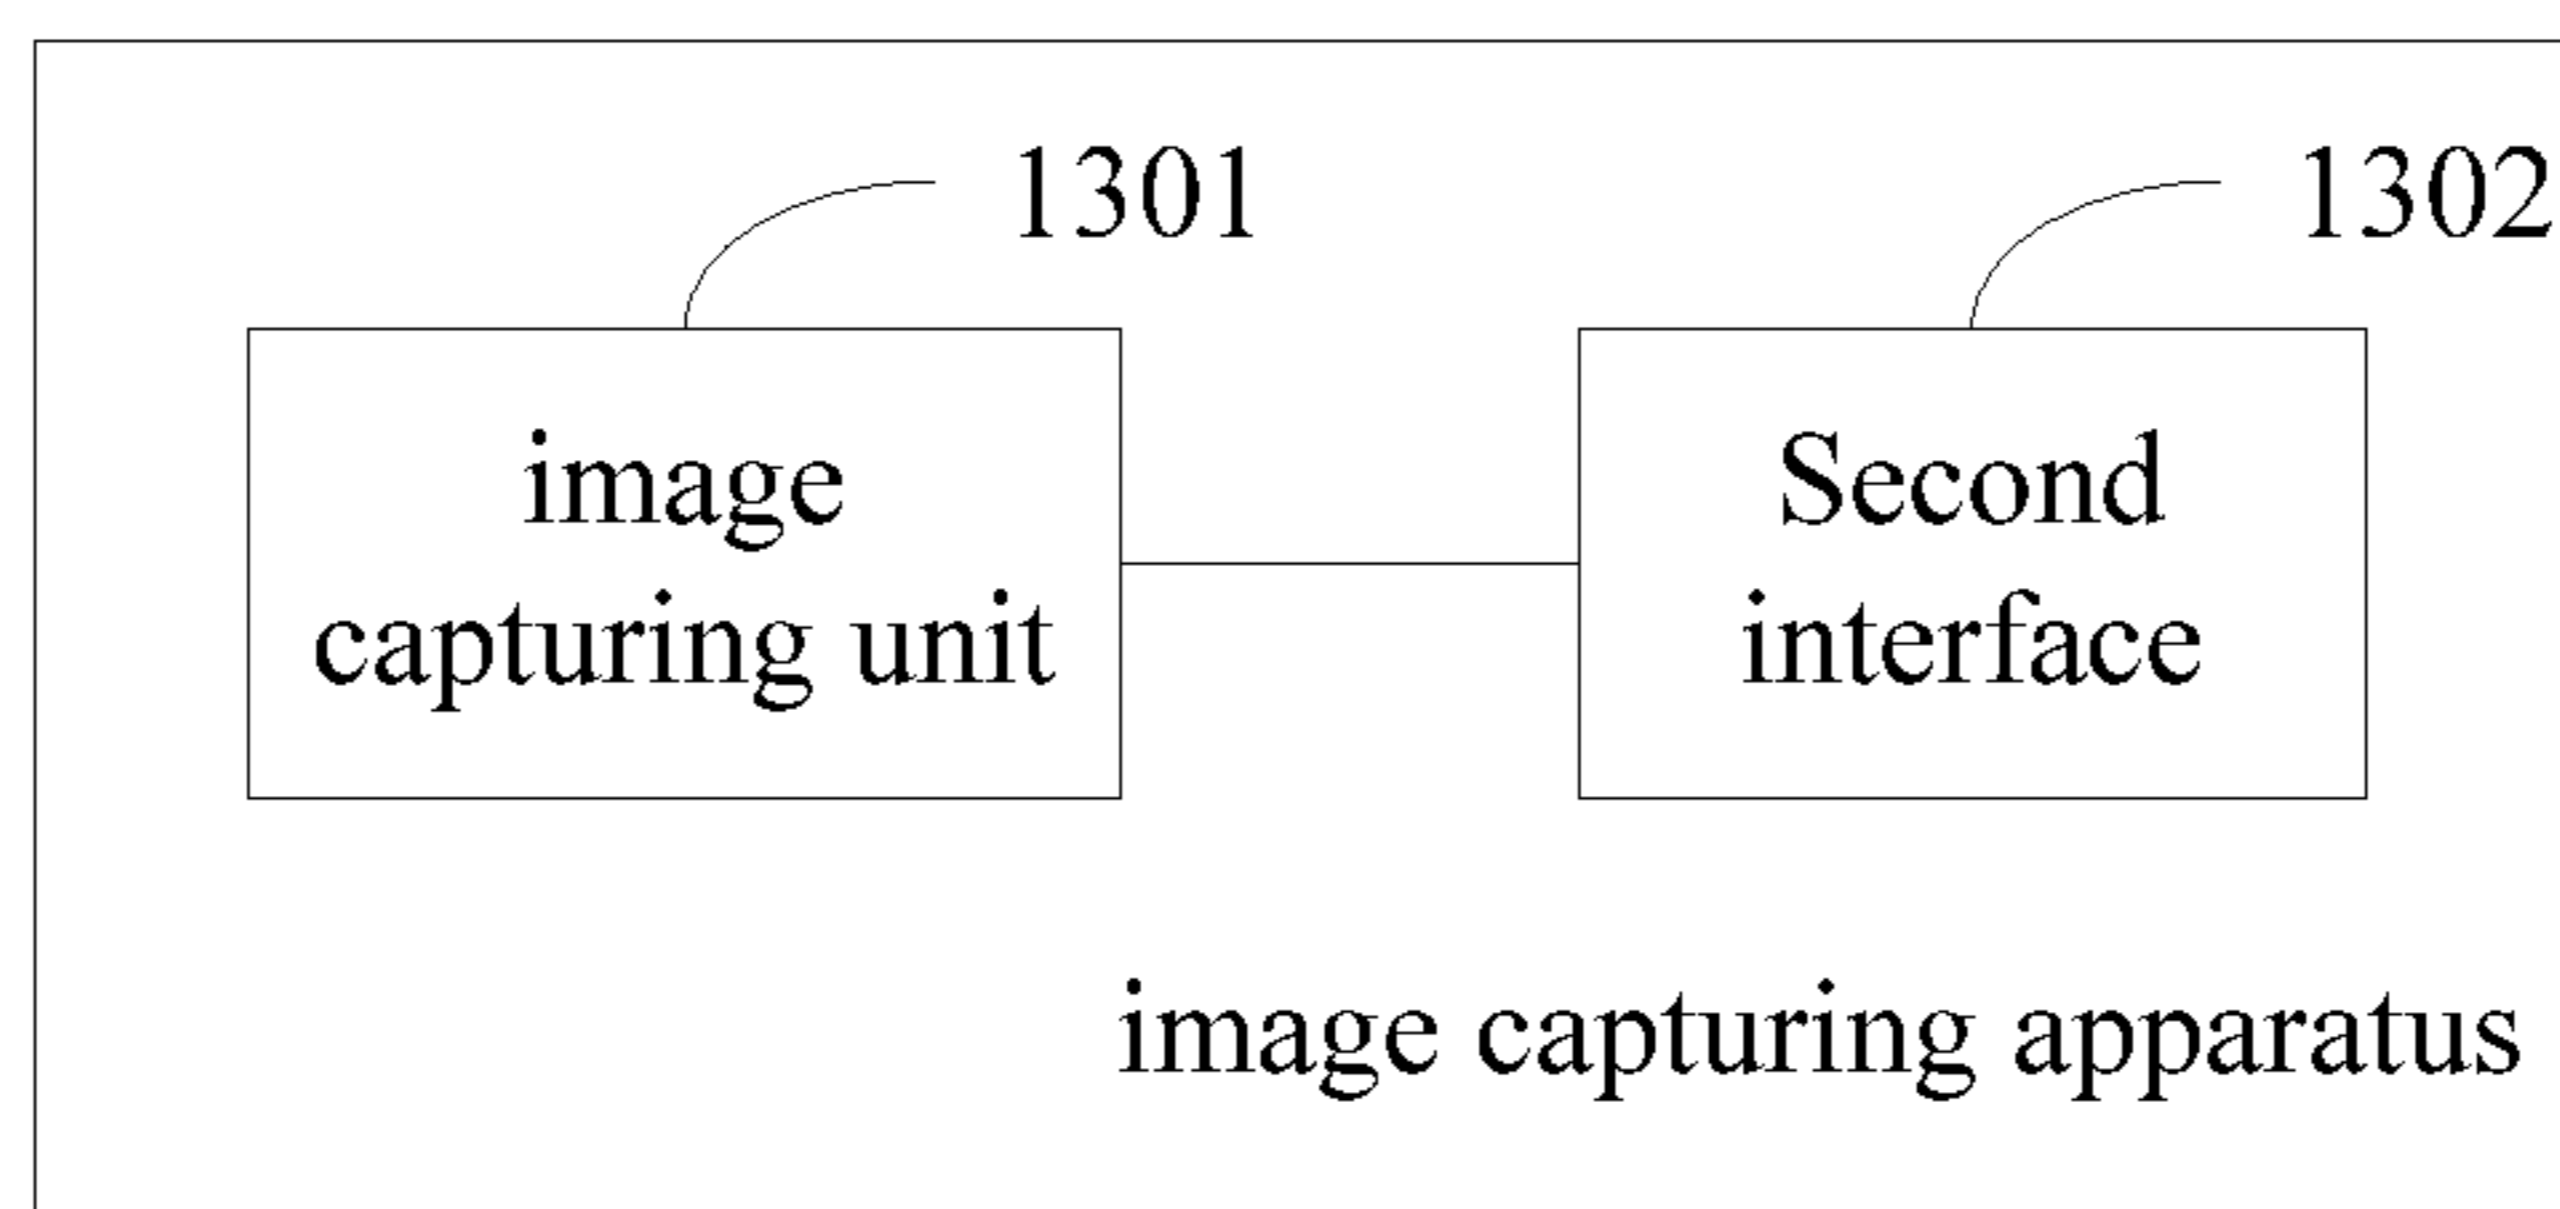 1301
1302
image
capturing unit
Second
interface
image capturing apparatus